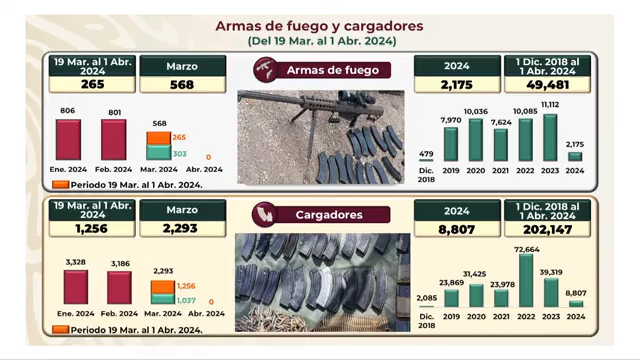 Armas de fuego y cargadores
(Del 19 Mar. al 1 Abr. 2024)
19 Mar. al 1 Abr.
2024
265
Marzo
568
Armas de fuego
2024
2,175
1 Dic. 2018 al
1 Abr. 2024
49,481
806
801
568
265
303
0
Ene. 2024
Feb. 2024
Mar. 2024
Abr. 2024
Periodo 19 Mar. al 1 Abr. 2024.
479
7,970
10,036
7,624
10,085
11,112
2,175
Dic.
2018
2019
2020
2021
2022
2023
2024
19 Mar. al 1 Abr.
2024
1,256
Marzo
2,293
Cargadores
2024
8,807
1 Dic. 2018 al
1 Abr. 2024
202,147
3,328
3,186
2,293
1,256
1,037
0
Ene. 2024
Feb. 2024
Mar. 2024
Abr. 2024
Periodo 19 Mar. al 1 Abr. 2024.
2,085
23,869
31,425
23,978
72,664
39,319
8,807
Dic.
2018
2019
2020
2021
2022
2023
2024